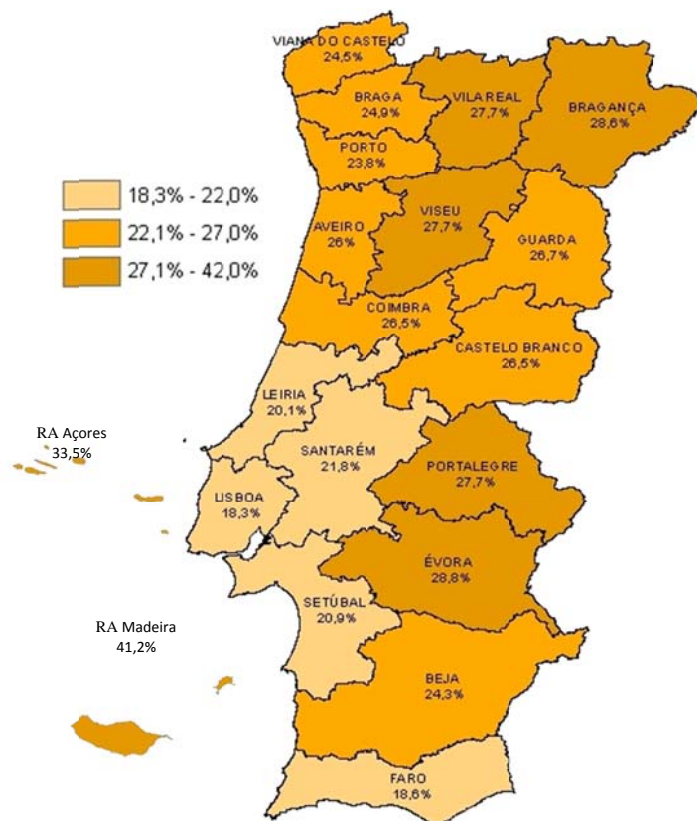 VIANA DO CASTELO
24,5%
BRAGA
24,9%
VILA REAL
27,7%
BRAGANÇA
28,6%
PORTO
23,8%
18,3% - 22,0%
22,1% - 27,0%
27,1% - 42,0%
AVEIRO
26%
VISEU
27,7%
GUARDA
26,7%
COIMBRA
26,5%
CASTELO BRANCO
26,5%
LEIRIA
20,1%
RA Açores
33,5%
SANTARÉM
21,8%
PORTALEGRE
27,7%
LISBOA
18,3%
ÉVORA
28,8%
SETÚBAL
20,9%
RA Madeira
41,2%
BEJA
24,3%
FARO
18,6%